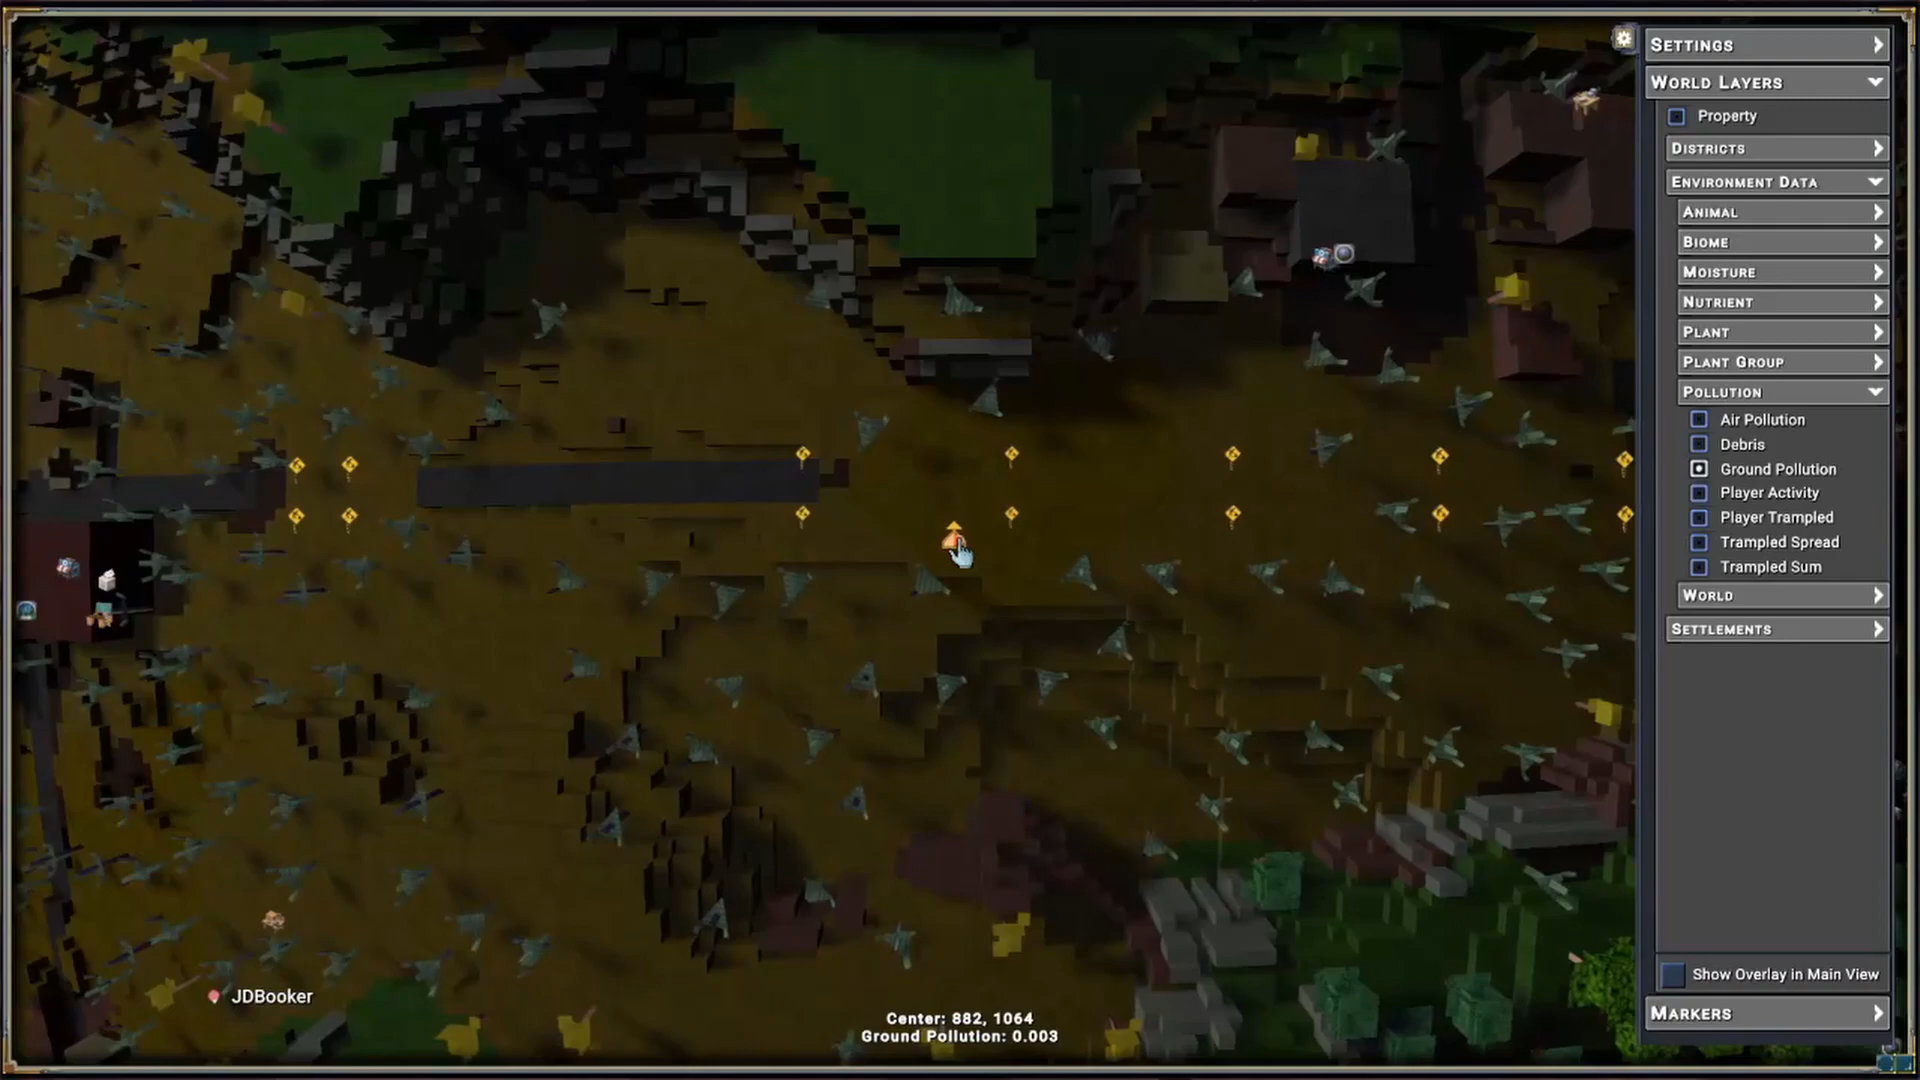 SETTINGS
WORLD LAYERS
Property
DISTRICTS
ENVIRONMENT DATA
ANIMAL
BIOME
MOISTURE
NUTRIENT
PLANT
PLANT GROUP
POLLUTION
Air Pollution
Debris
Ground Pollution
Player Activity
Player Trampled
Trampled Spread
Trampled Sum
WORLD
SETTLEMENTS
Show Overlay in Main View
MARKERS
JDBooker
Center: 882, 1064
Ground Pollution: 0.003